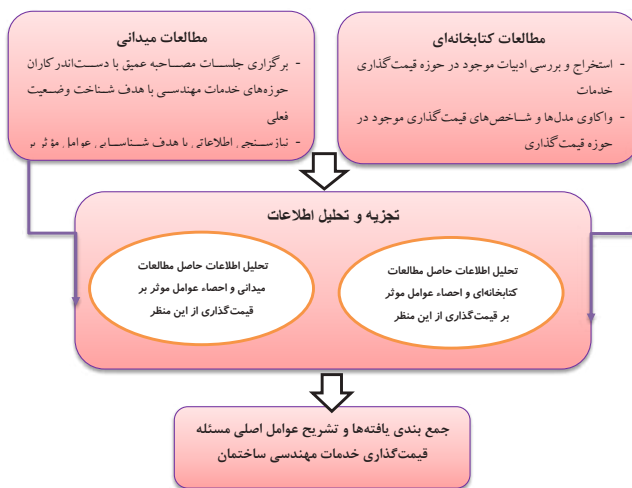 مطالعات کتابخانه‌ای
- استخراج و بررسی ادبیات موجود در حوزه قیمت‌گذاری
خدمات
- واکاوی مدل‌ها و شاخص‌های قیمت‌گذاری موجود در
حوزه قیمت‌گذاری
مطالعات میدانی
- برگزاری جلسات مصاحبه عمیق با دست‌اندرکاران
حوزه‌های خدمات مهندسی با هدف شناخت وضعیت
فعلی
- نیازسنجی اطلاعاتی با هدف شناسایی عوامل مؤثر بر
تجزیه و تحلیل اطلاعات
تحلیل اطلاعات حاصل مطالعات
کتابخانه‌ای و احصاء عوامل موثر
بر قیمت‌گذاری از این منظر
تحلیل اطلاعات حاصل مطالعات
میدانی و احصاء عوامل موثر بر
قیمت‌گذاری از این منظر
جمع بندی یافته‌ها و تشریح عوامل اصلی مسئله
قیمت‌گذاری خدمات مهندسی ساختمان